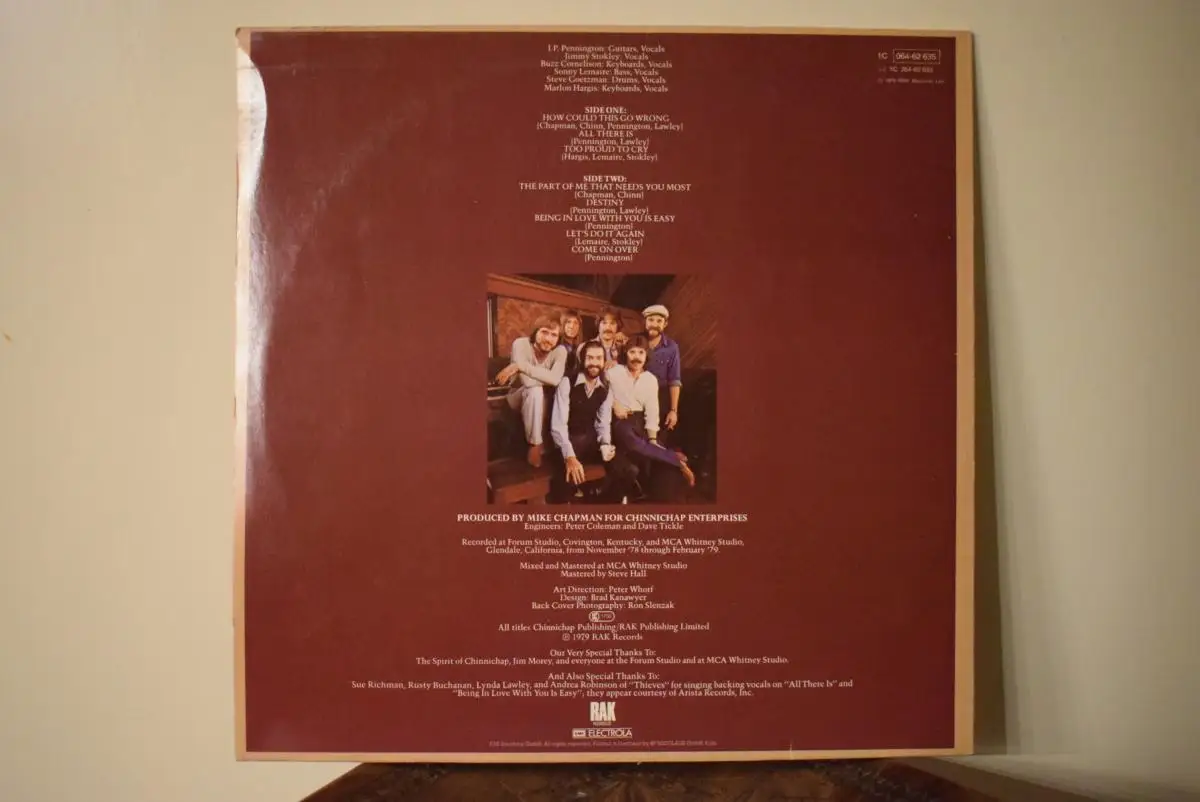 J.P. Pennington: Guitars, Vocals
Jimmy Stokley: Vocals
Buzz Cornelison: Keyboards, Vocals
Sonny Lemaire: Bass, Vocals
Steve Goetzman: Drums, Vocals
Marlon Hargis: Keyboards, Vocals
1C 064-62 635
SIDE ONE:
HOW COULD THIS GO WRONG
(Chapman, Chinn, Pennington, Lawley)
ALL THERE IS
(Pennington, Lawley)
TOO PROUD TO CRY
(Hargis, Lemaire, Stokley)
SIDE TWO:
THE PART OF ME THAT NEEDS YOU MOST
(Chapman, Chinn)
DESTINY
(Pennington, Lawley)
BEING IN LOVE WITH YOU IS EASY
(Pennington)
LET'S DO IT AGAIN
(Lemaire, Stokley)
COME ON OVER
(Pennington)
PRODUCED BY MIKE CHAPMAN FOR CHINNICHAP ENTERPRISES
Engineers: Peter Coleman and Dave Tickle
Recorded at Forum Studio, Covington, Kentucky, and MCA Whitney Studio,
Glendale, California, from November '78 through February '79.
Mixed and Mastered at MCA Whitney Studio
Mastered by Steve Hall
Art Direction: Peter Whorf
Design: Brad Kanawyer
Back Cover Photography: Ron Slenzak
All titles Chinnichap Publishing/RAK Publishing Limited
℗ 1979 RAK Records
Our Very Special Thanks To:
The Spirit of Chinnichap, Jim Morey, and everyone at the Forum Studio and at MCA Whitney Studio.
And Also Special Thanks To:
Sue Richman, Rusty Buchanan, Lynda Lawley, and Andrea Robinson of "Thieves" for singing backing vocals on "All There Is" and
"Being In Love With You Is Easy"; they appear courtesy of Arista Records, Inc.
RAK
RECORDS
EMI ELECTROLA